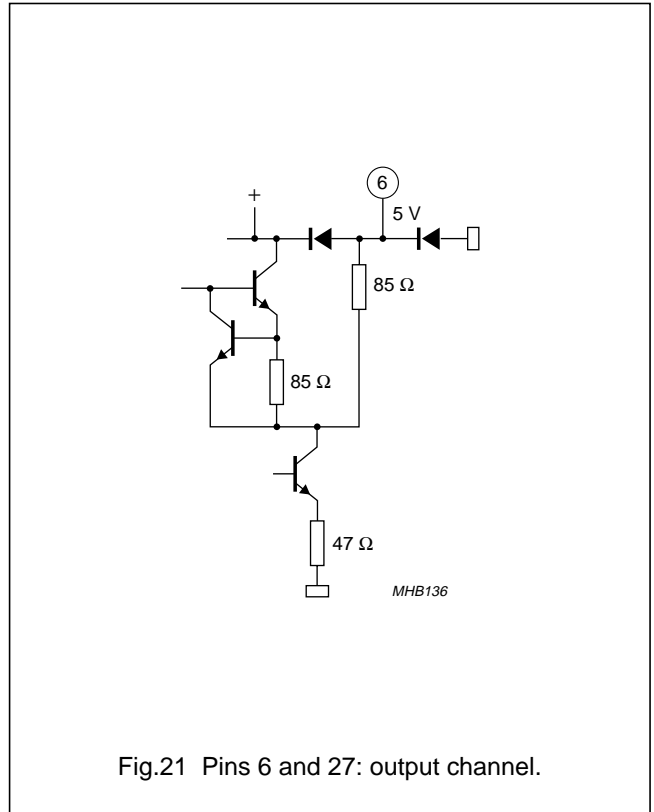 6
+
5 V
85 Ω
85 Ω
47 Ω
MHB136
Fig.21 Pins 6 and 27: output channel.